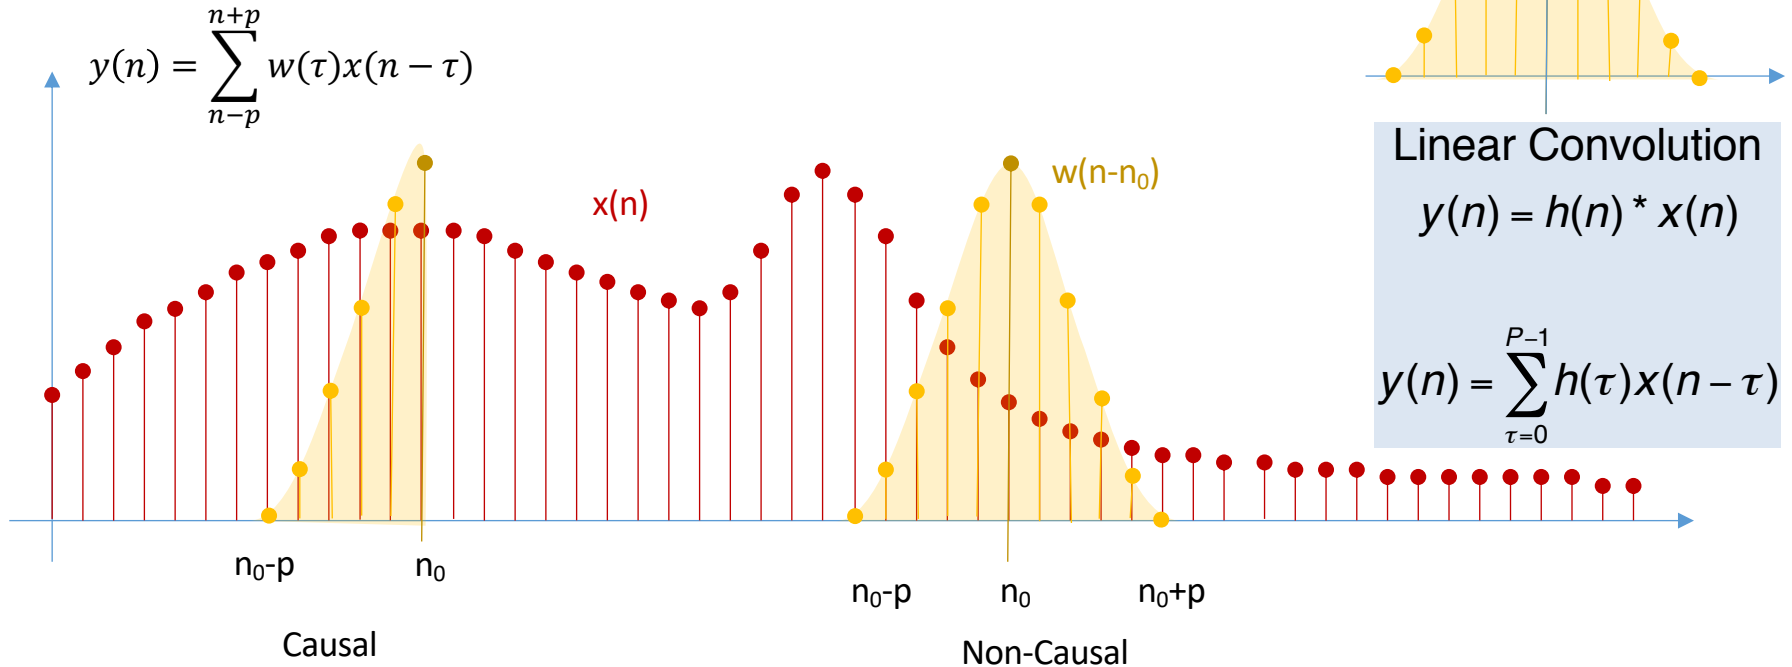 y(n) = ∑_{n−p}^{n+p} w(τ)x(n − τ)
x(n)
w(n-n₀)
Linear Convolution
y(n) = h(n) * x(n)
y(n) = ∑_{τ=0}^{P−1} h(τ)x(n − τ)
n₀-p
n₀
n₀-p
n₀
n₀+p
Causal
Non-Causal